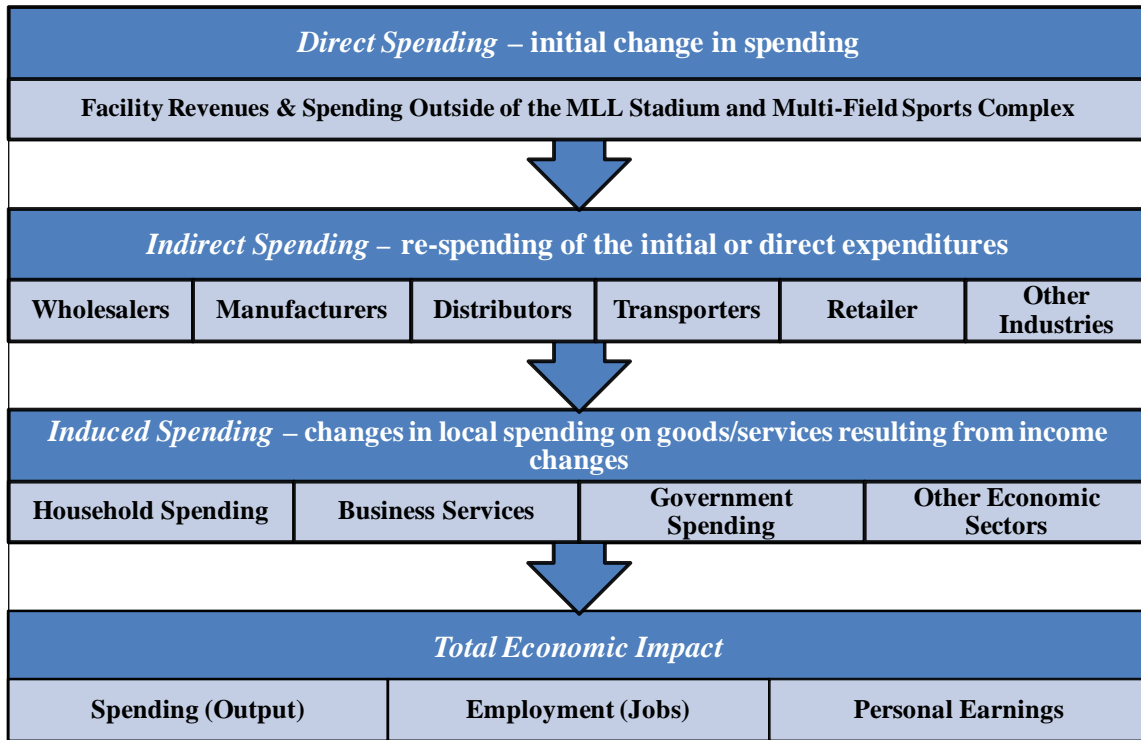 Direct Spending – initial change in spending
Facility Revenues & Spending Outside of the MLL Stadium and Multi-Field Sports Complex
Indirect Spending – re-spending of the initial or direct expenditures
Wholesalers
Manufacturers
Distributors
Transporters
Retailer
Other
Industries
Induced Spending – changes in local spending on goods/services resulting from income
changes
Household Spending
Business Services
Government
Spending
Other Economic
Sectors
Total Economic Impact
Spending (Output)
Employment (Jobs)
Personal Earnings